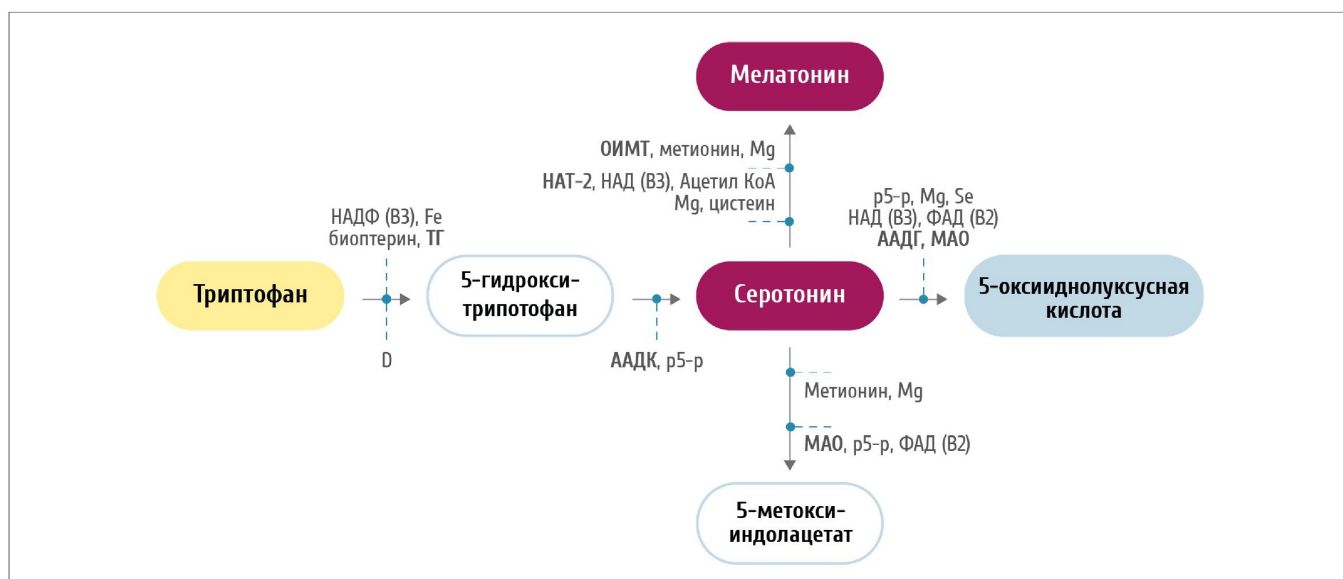 Мелатонин
ОИМТ, метионин, Mg
НАТ-2, НАД (В3), Ацетил КоА
Mg, цистеин
НАДФ (В3), Fe
биоптерин, ТГ
р5-р, Mg, Se
НАД (В3), ФАД (В2)
ААДГ, МАО
Триптофан
5-гидрокси-
трипотофан
Серотонин
5-оксииднолуксусная
кислота
D
ААДК, р5-р
Метионин, Mg
МАО, р5-р, ФАД (В2)
5-метокси-
индолацетат